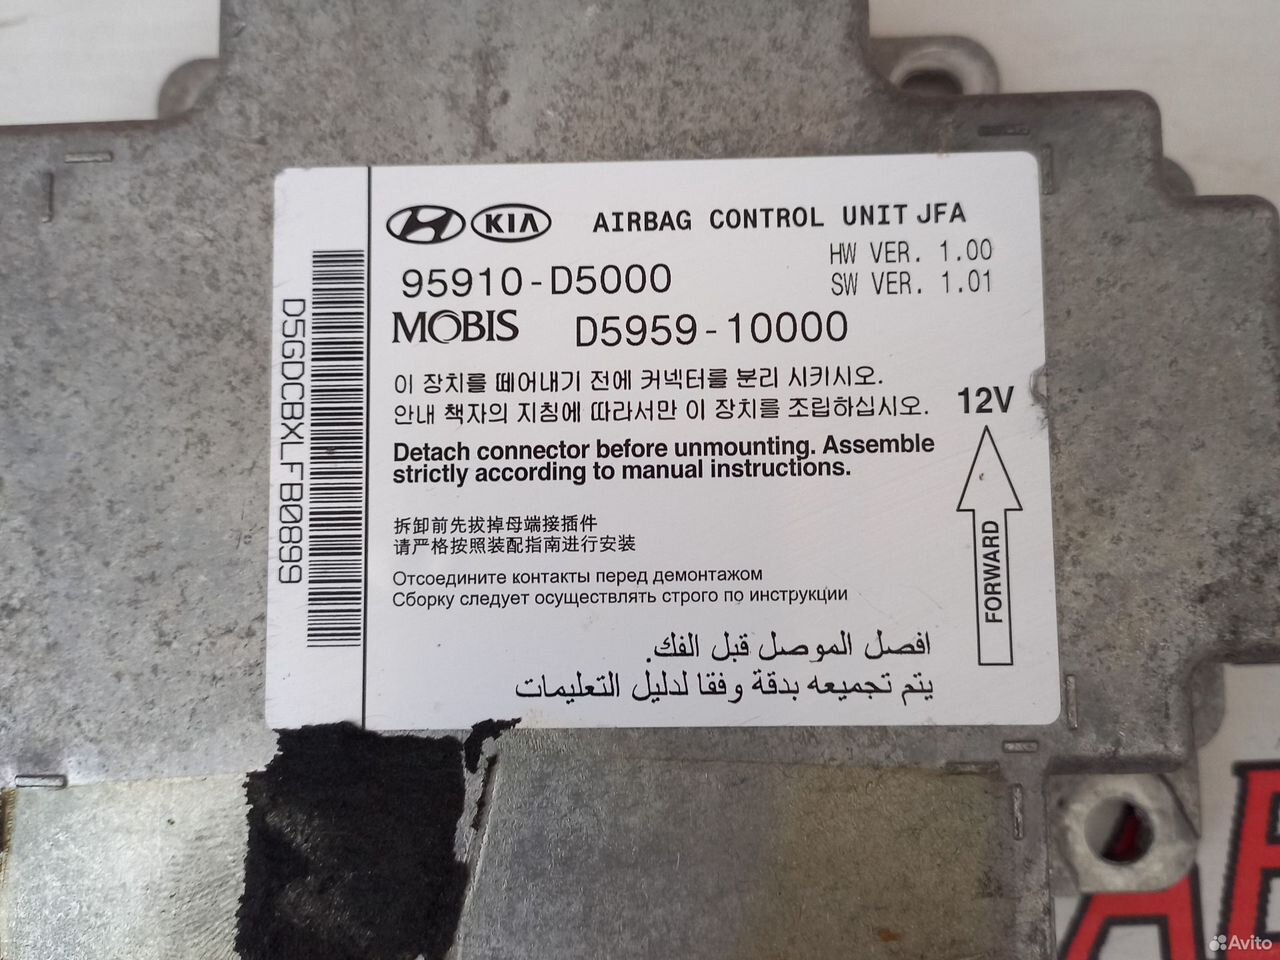 KIA AIRBAG CONTROL UNIT JFA
HW VER. 1.00
95910-D5000
SW VER. 1.01
MOBIS D5959-10000
이 장치를 떼어내기 전에 커넥터를 분리 시키시오.
안내 책자의 지침에 따라서만 이 장치를 조립하십시오.
12V
Detach connector before unmounting. Assemble
strictly according to manual instructions.
拆卸前先拔掉母端接插件
请严格按照装配指南进行安装
Отсоедините контакты перед демонтажом
Сборку следует осуществлять строго по инструкции
افصل الموصل قبل الفك.
يتم تجميعه بدقة وفقا لدليل التعليمات
FORWARD
D5GDCBXLFB0899
Avito